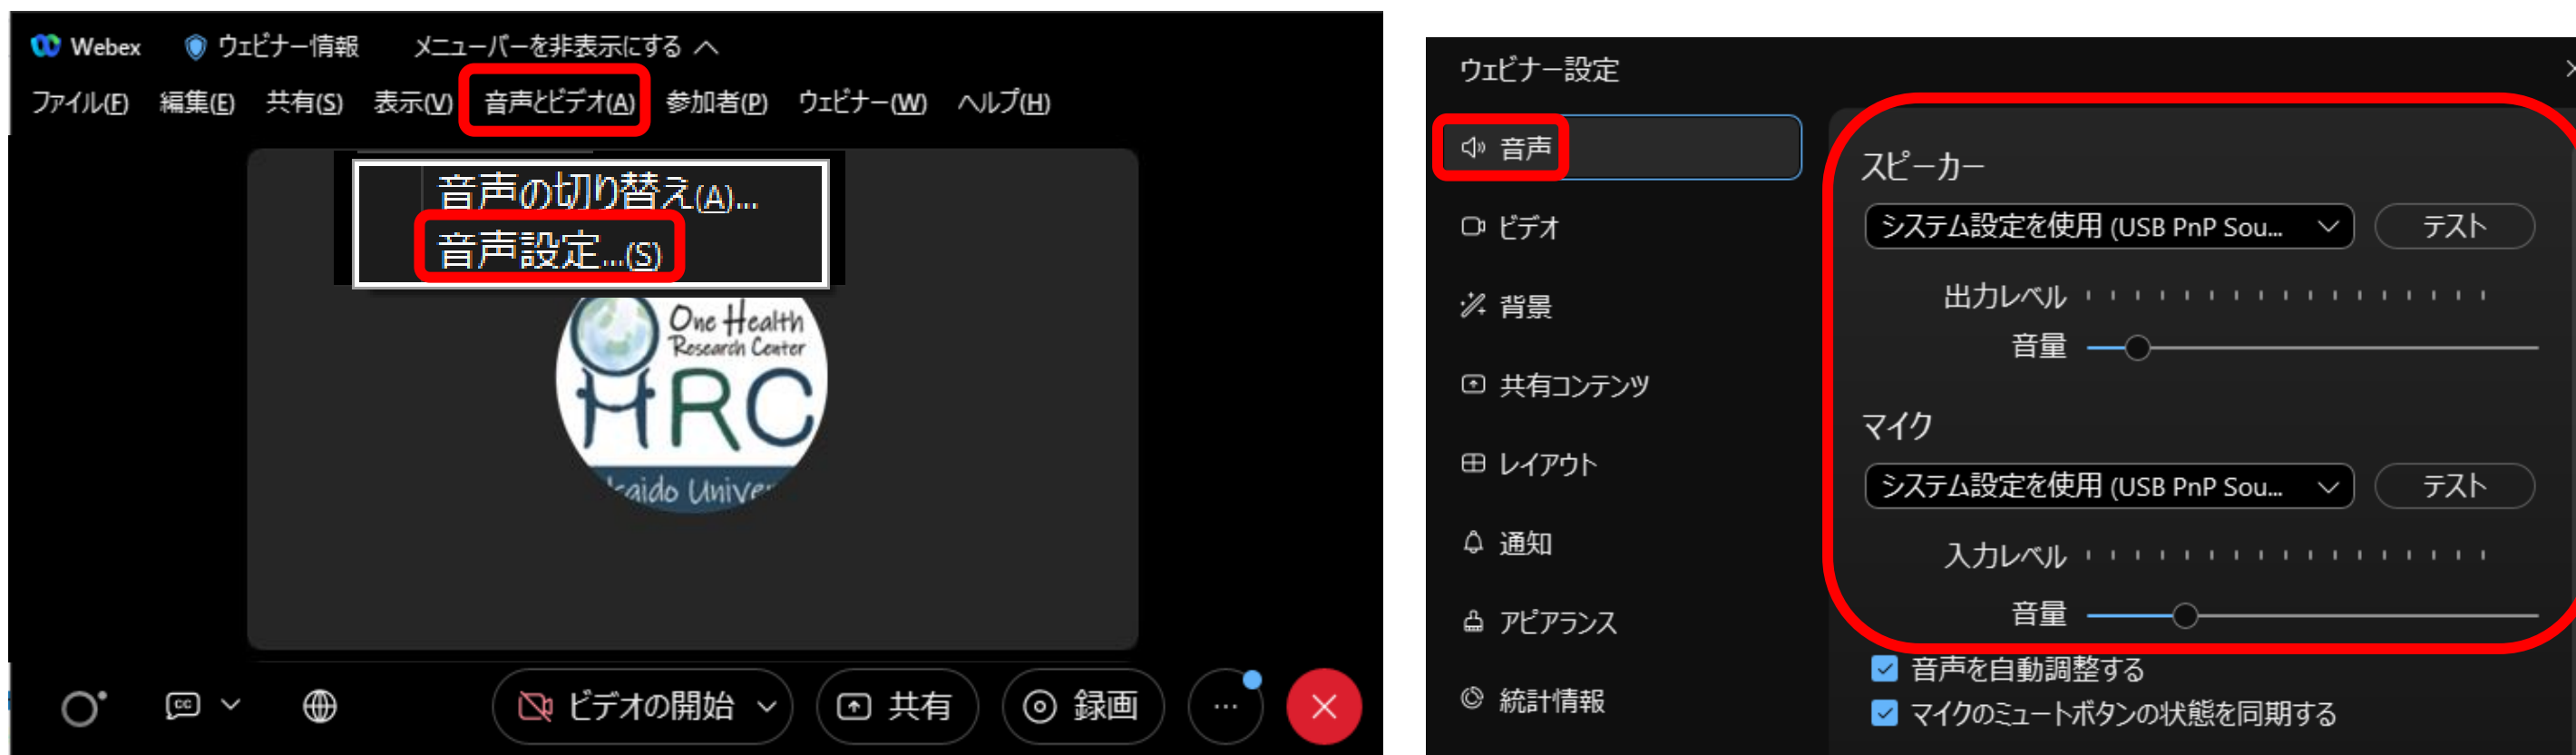 Webex ウェビナー情報 メニューバーを非表示にする
ファイル(F) 編集(E) 共有(S) 表示(V) 音声とビデオ(A) 参加者(P) ウェビナー(W) ヘルプ(H)
音声の切り替え(A)...
音声設定...(S)
One Health
Research Center
HRC
CC
ビデオの開始
共有
録画
...
ウェビナー設定
音声
ビデオ
背景
共有コンテンツ
レイアウト
通知
アピアランス
統計情報
スピーカー
システム設定を使用 (USB PnP Sou... テスト
出力レベル
音量
マイク
システム設定を使用 (USB PnP Sou... テスト
入力レベル
音量
音声を自動調整する
マイクのミュートボタンの状態を同期する